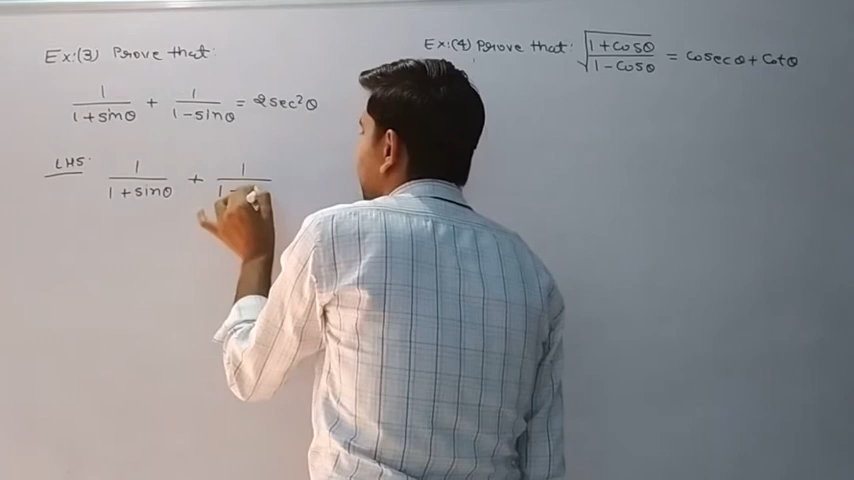 Ex:(3) Prove that:
1/(1+sinθ) + 1/(1-sinθ) = 2sec²θ
LHS: 1/(1+sinθ) + 1/(1-
Ex:(4) Prove that: √((1+cosθ)/(1-cosθ)) = cosecθ + cotθ